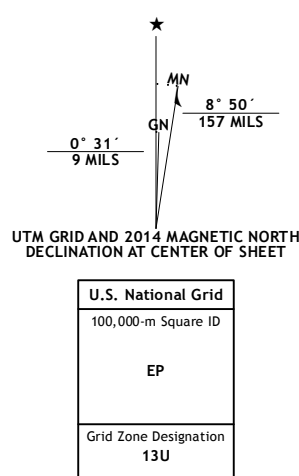 ★
MN
8° 50´
157 MILS
GN
0° 31´
9 MILS
UTM GRID AND 2014 MAGNETIC NORTH
DECLINATION AT CENTER OF SHEET
U.S. National Grid
100,000-m Square ID
EP
Grid Zone Designation
13U